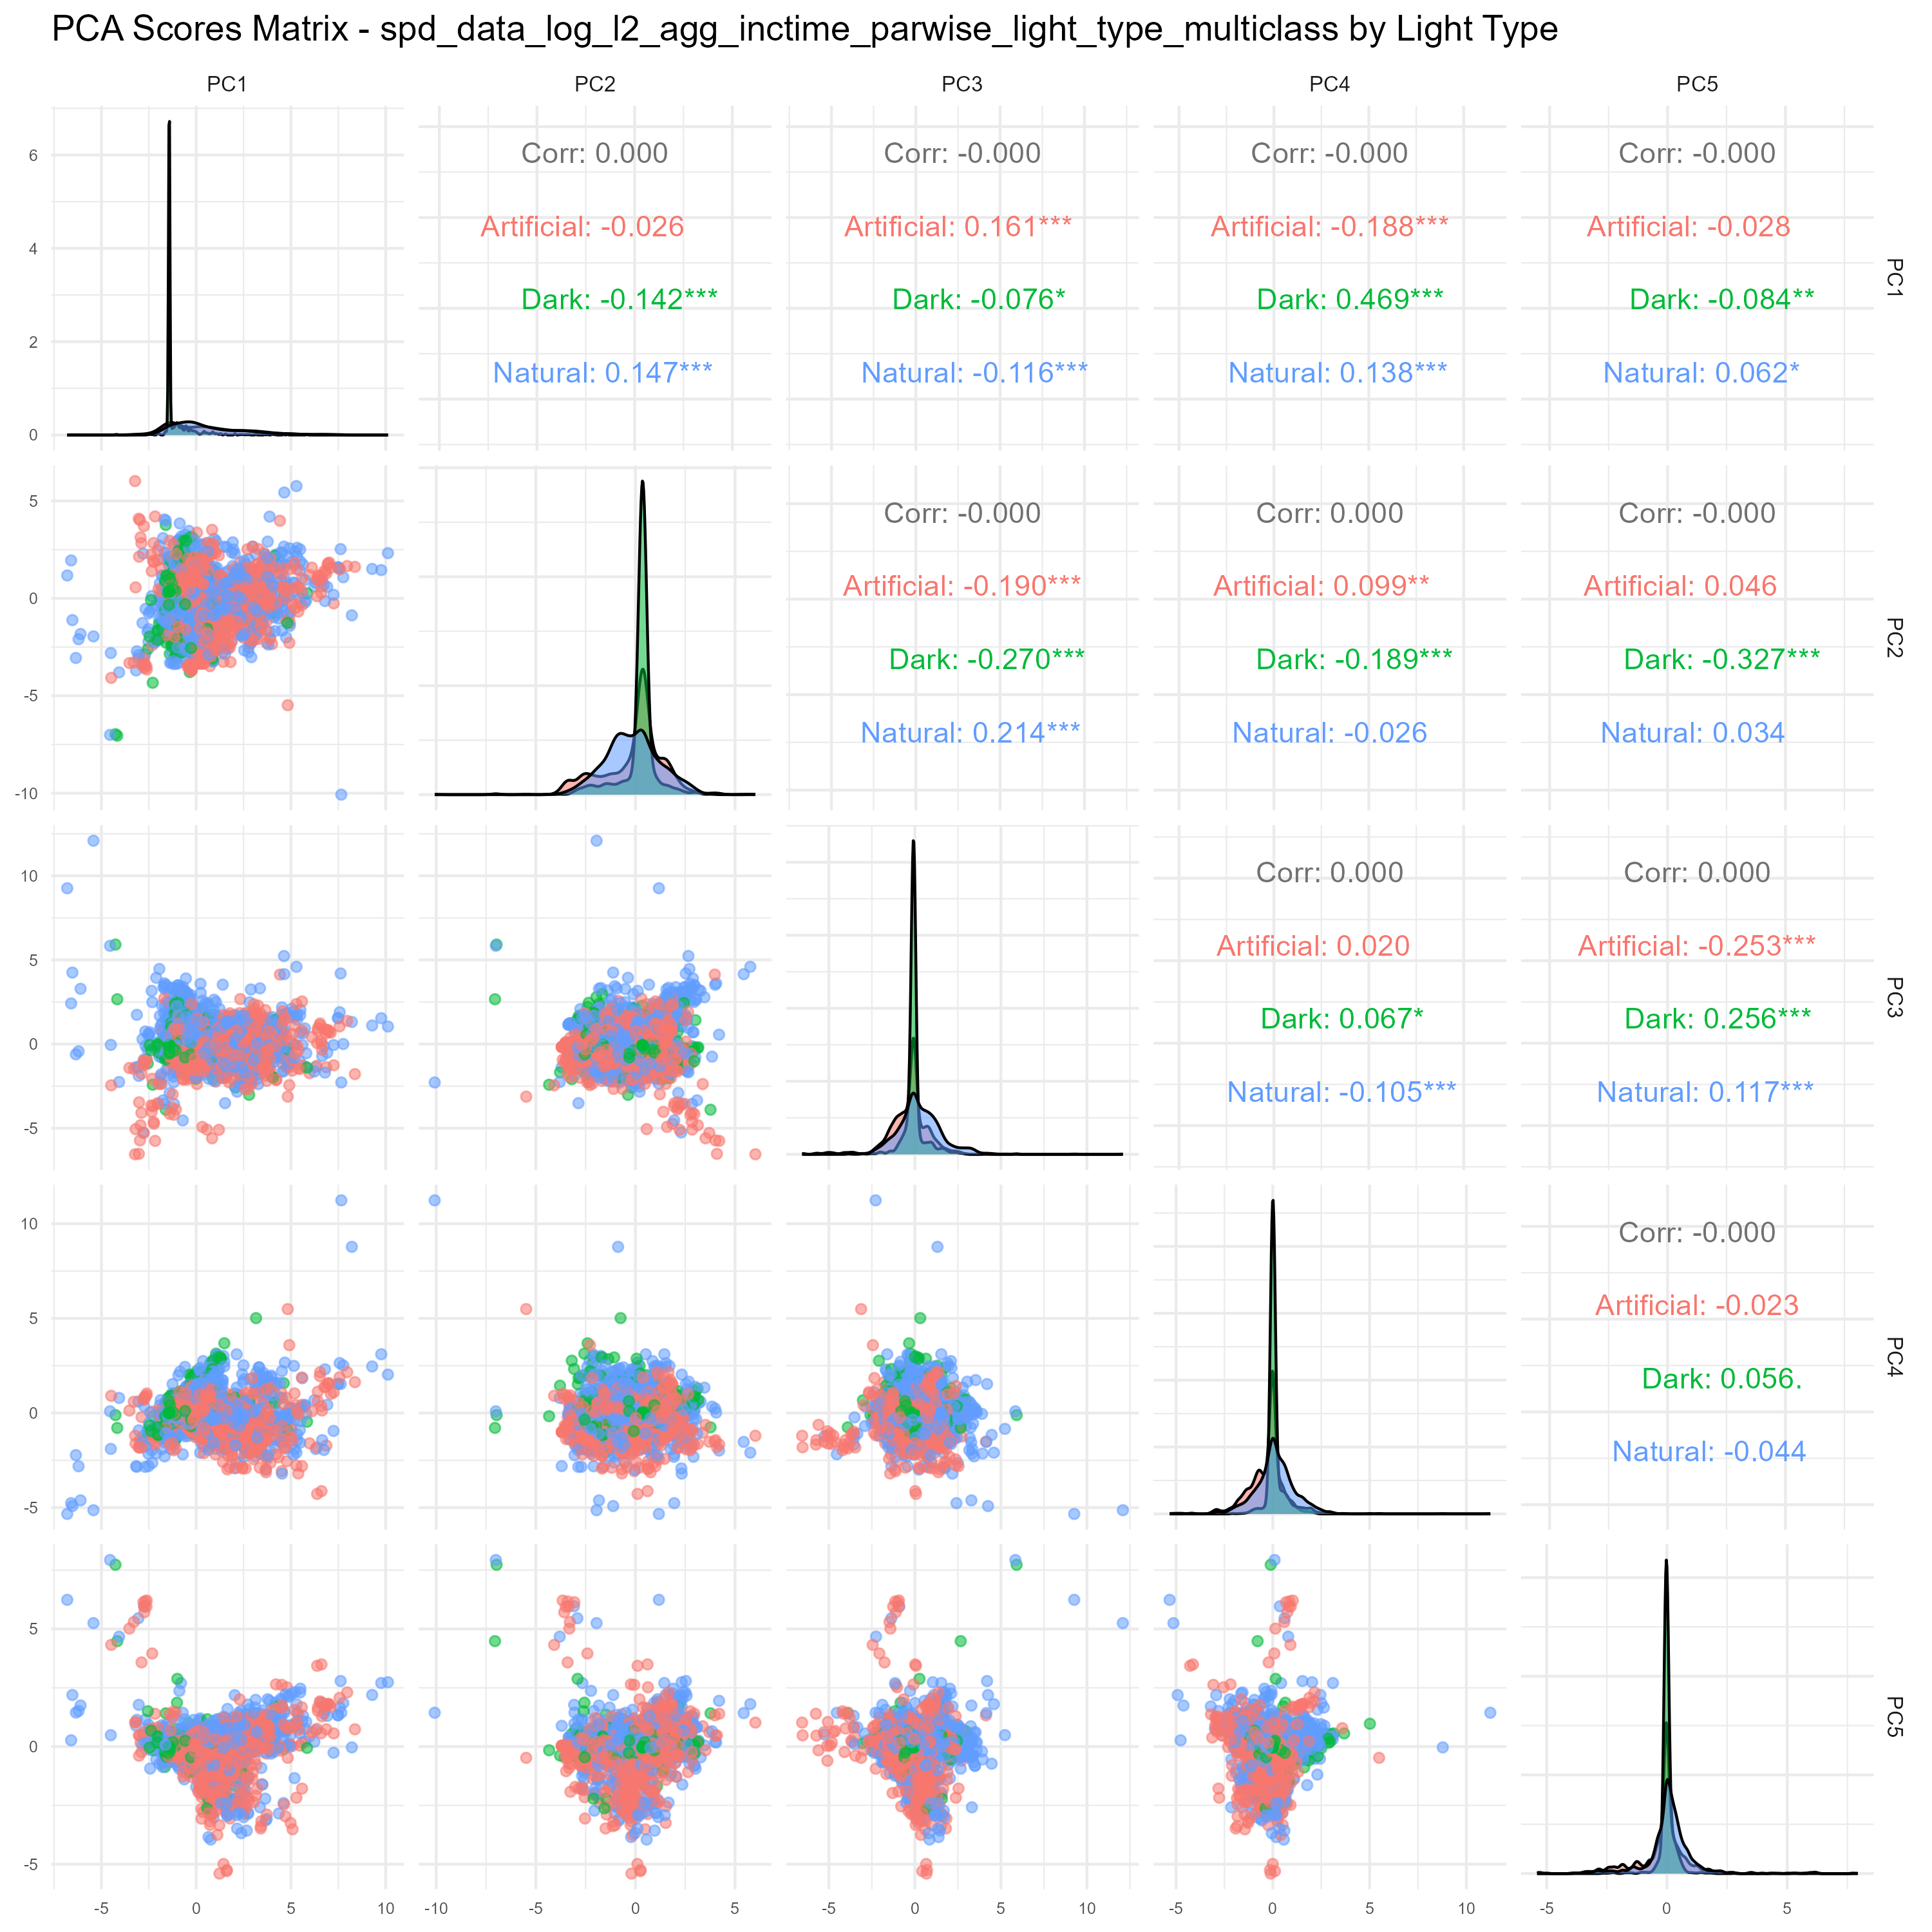 PCA Scores Matrix - spd_data_log_l2_agg_inctime_parwise_light_type_multiclass by Light Type
PC1 PC2 PC3 PC4 PC5
6
4
2
0
Corr: 0.000
Artificial: -0.026
Dark: -0.142***
Natural: 0.147***
Corr: -0.000
Artificial: 0.161***
Dark: -0.076*
Natural: -0.116***
Corr: -0.000
Artificial: -0.188***
Dark: 0.469***
Natural: 0.138***
Corr: -0.000
Artificial: -0.028
Dark: -0.084**
Natural: 0.062*
PC1
5
0
-5
-10
Corr: -0.000
Artificial: -0.190***
Dark: -0.270***
Natural: 0.214***
Corr: 0.000
Artificial: 0.099**
Dark: -0.189***
Natural: -0.026
Corr: -0.000
Artificial: 0.046
Dark: -0.327***
Natural: 0.034
PC2
10
5
0
-5
Corr: 0.000
Artificial: 0.020
Dark: 0.067*
Natural: -0.105***
Corr: 0.000
Artificial: -0.253***
Dark: 0.256***
Natural: 0.117***
PC3
10
5
0
-5
Corr: -0.000
Artificial: -0.023
Dark: 0.056.
Natural: -0.044
PC4
5
0
-5
PC5
-5 0 5 10
-10 -5 0 5
-5 0 5 10
-5 0 5 10
-5 0 5